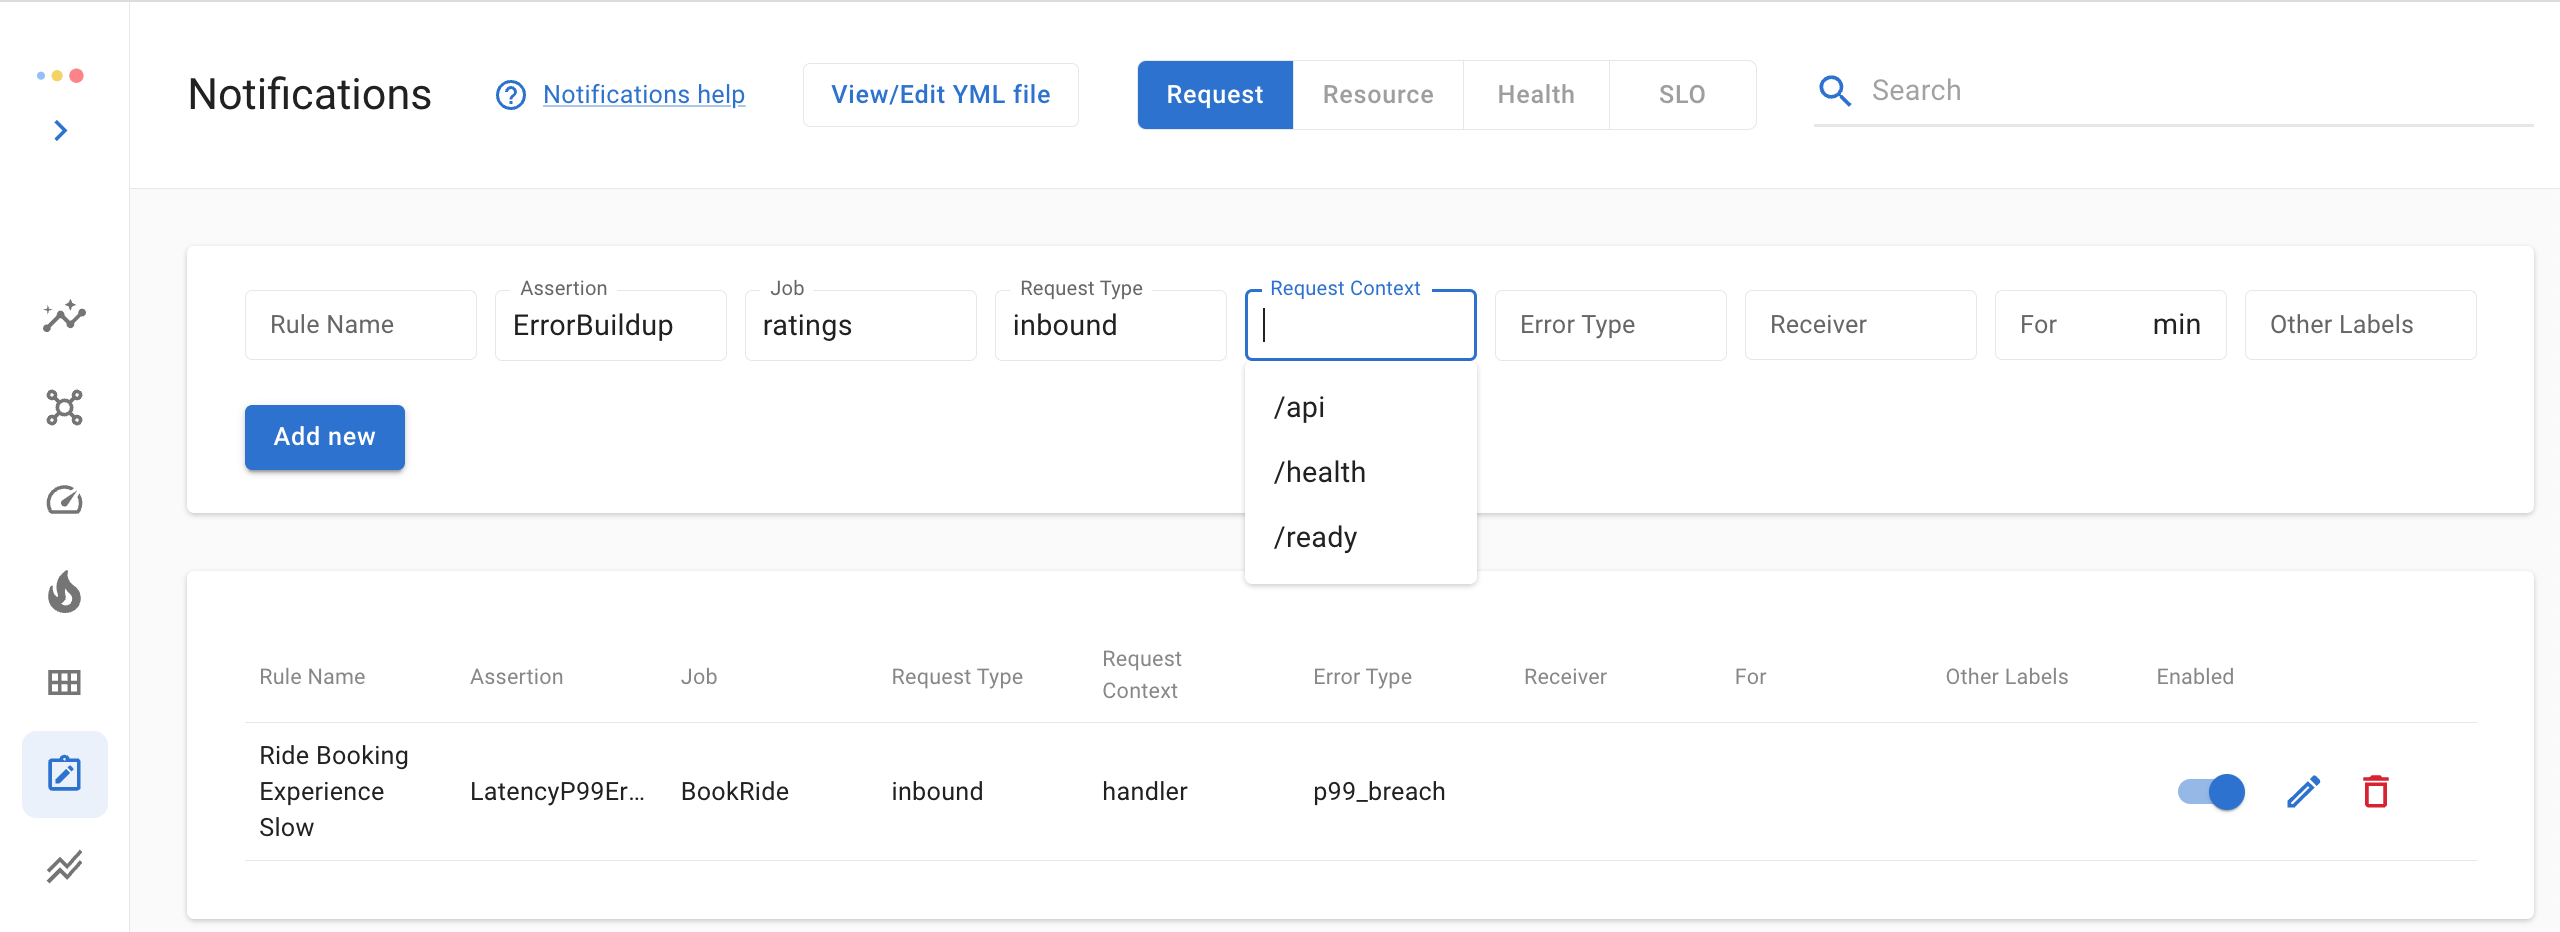 Notifications
Notifications help
View/Edit YML file
Request
Resource
Health
SLO
Search
Rule Name
Assertion
ErrorBuildup
Job
ratings
Request Type
inbound
Request Context
Error Type
Receiver
For
min
Other Labels
/api
/health
/ready
Add new
Rule Name
Assertion
Job
Request Type
Request
Context
Error Type
Receiver
For
Other Labels
Enabled
Ride Booking
Experience
Slow
LatencyP99Er...
BookRide
inbound
handler
p99_breach